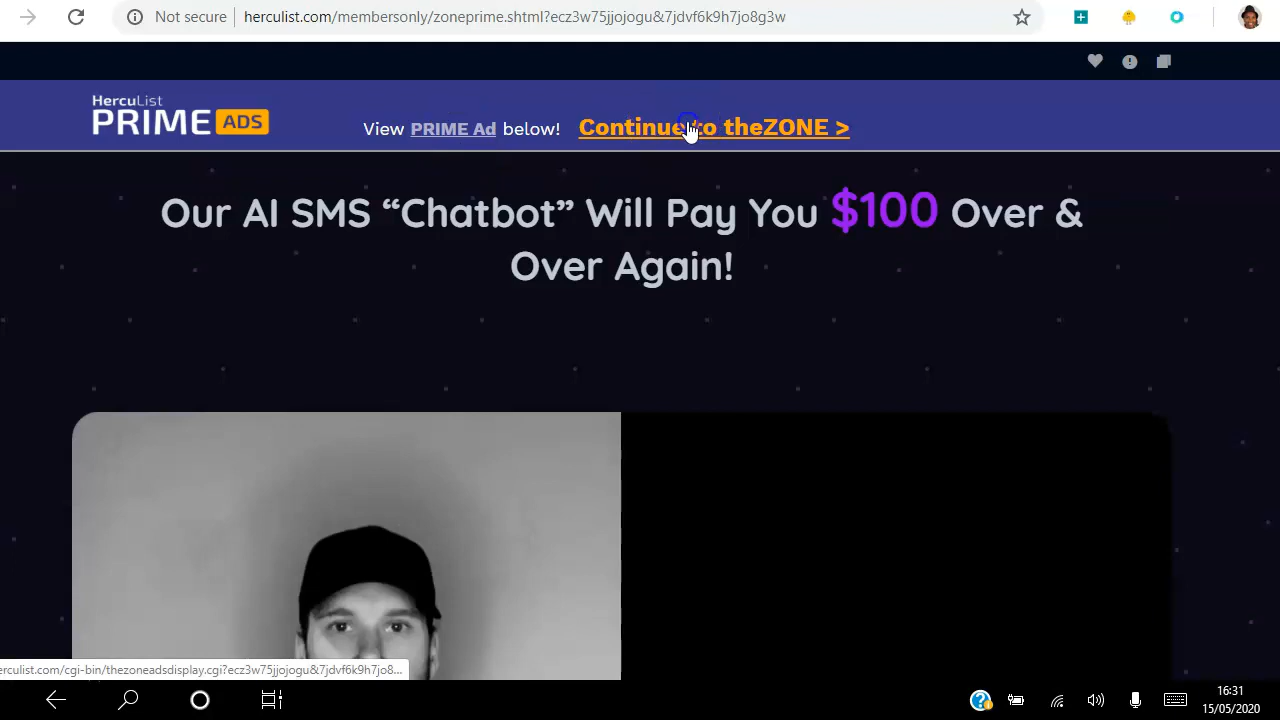 Not secure
herculist.com/membersonly/zoneprime.shtml?ecz3w75jjojogu&7jdvf6k9h7jo8g3w
HercuList
PRIME ADS
View PRIME Ad below!
Continue to theZONE >
Our AI SMS “Chatbot” Will Pay You $100 Over &
Over Again!
erculist.com/cgi-bin/thezoneadsdisplay.cgi?ecz3w75jjojogu&7jdvf6k9h7jo8...
16:31
15/05/2020